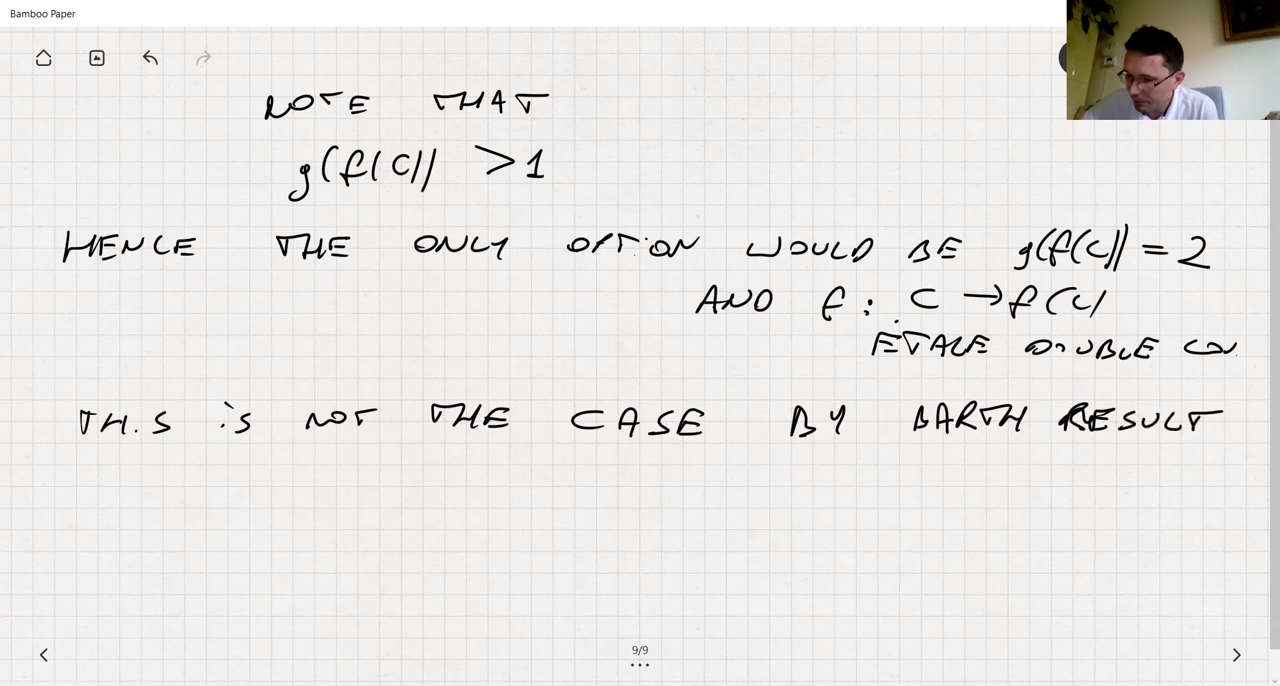 Bamboo Paper
NOTE THAT
g(f(C)) > 1
HENCE THE ONLY OPTION WOULD BE g(f(C)) = 2
AND f : C → f(C)
ETALE DOUBLE COV.
THIS IS NOT THE CASE BY BARTH RESULT
9/9